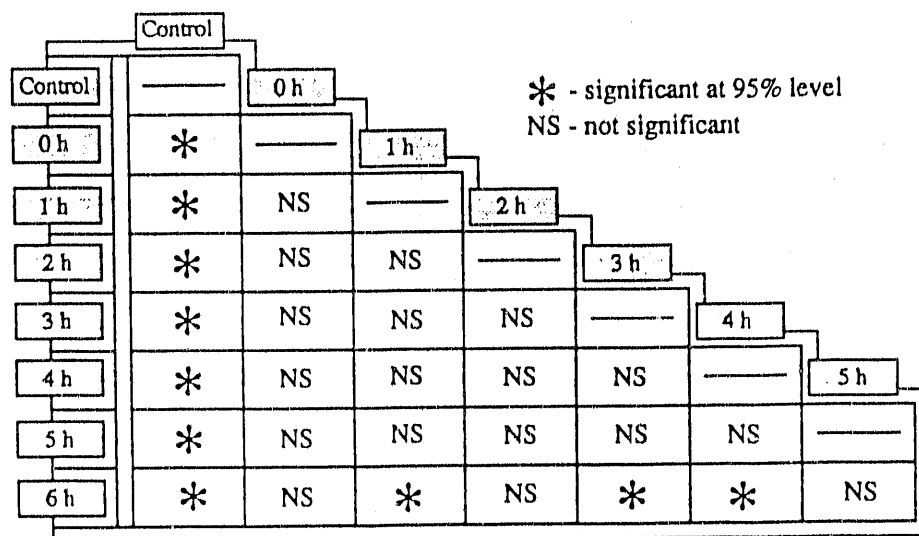 Control
Control — 0 h
✻ - significant at 95% level
NS - not significant
0 h ✻ — 1 h
1 h ✻ NS — 2 h
2 h ✻ NS NS — 3 h
3 h ✻ NS NS NS — 4 h
4 h ✻ NS NS NS NS — 5 h
5 h ✻ NS NS NS NS NS —
6 h ✻ NS ✻ NS ✻ ✻ NS